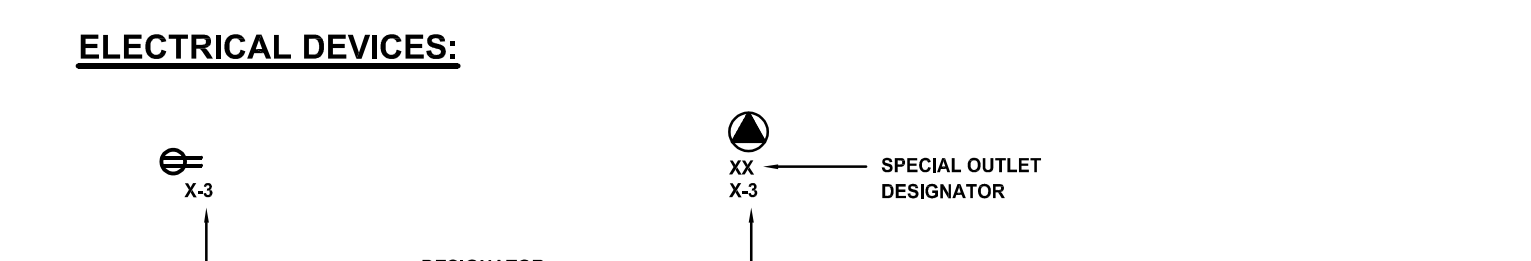 ELECTRICAL DEVICES:
XX
SPECIAL OUTLET
X-3
X-3
DESIGNATOR